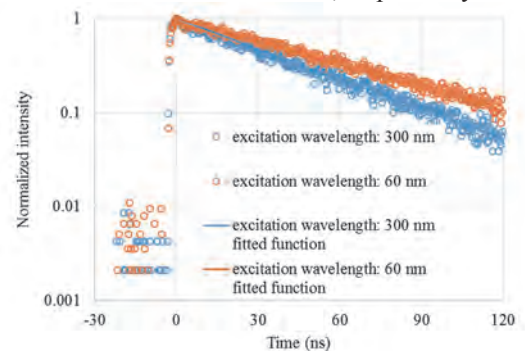 1
0.1
0.01
0.001
Normalized intensity
excitation wavelength: 300 nm
excitation wavelength: 60 nm
excitation wavelength: 300 nm
fitted function
excitation wavelength: 60 nm
fitted function
-30 0 30 60 90 120
Time (ns)